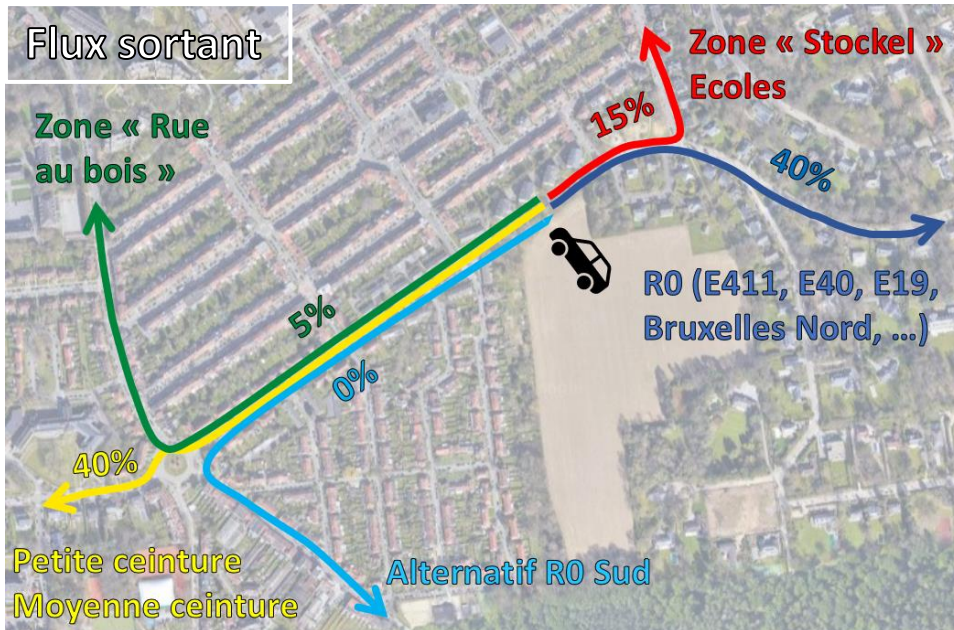 Flux sortant
Zone « Stockel »
Ecoles
15%
Zone « Rue
au bois »
40%
R0 (E411, E40, E19,
Bruxelles Nord, ...)
5%
0%
40%
Petite ceinture
Moyenne ceinture
Alternatif R0 Sud